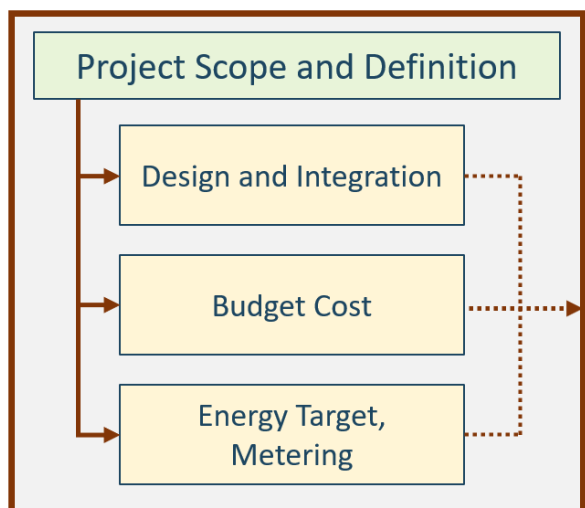 Project Scope and Definition
Design and Integration
Budget Cost
Energy Target,
Metering